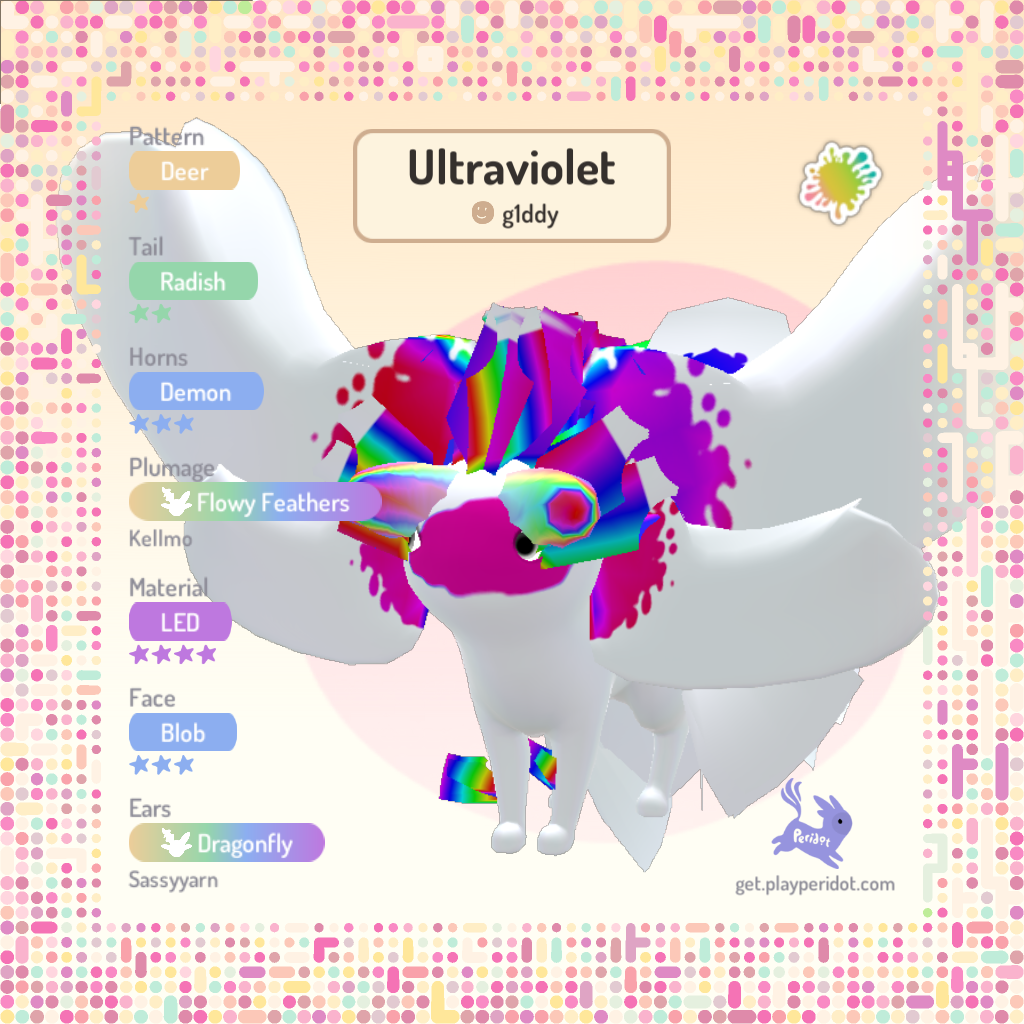 Ultraviolet
g1ddy
Pattern
Deer
Tail
Radish
Horns
Demon
Plumage
Flowy Feathers
Kellmo
Material
LED
Face
Blob
Ears
Dragonfly
Sassyyarn
Peridot
get.playperidot.com